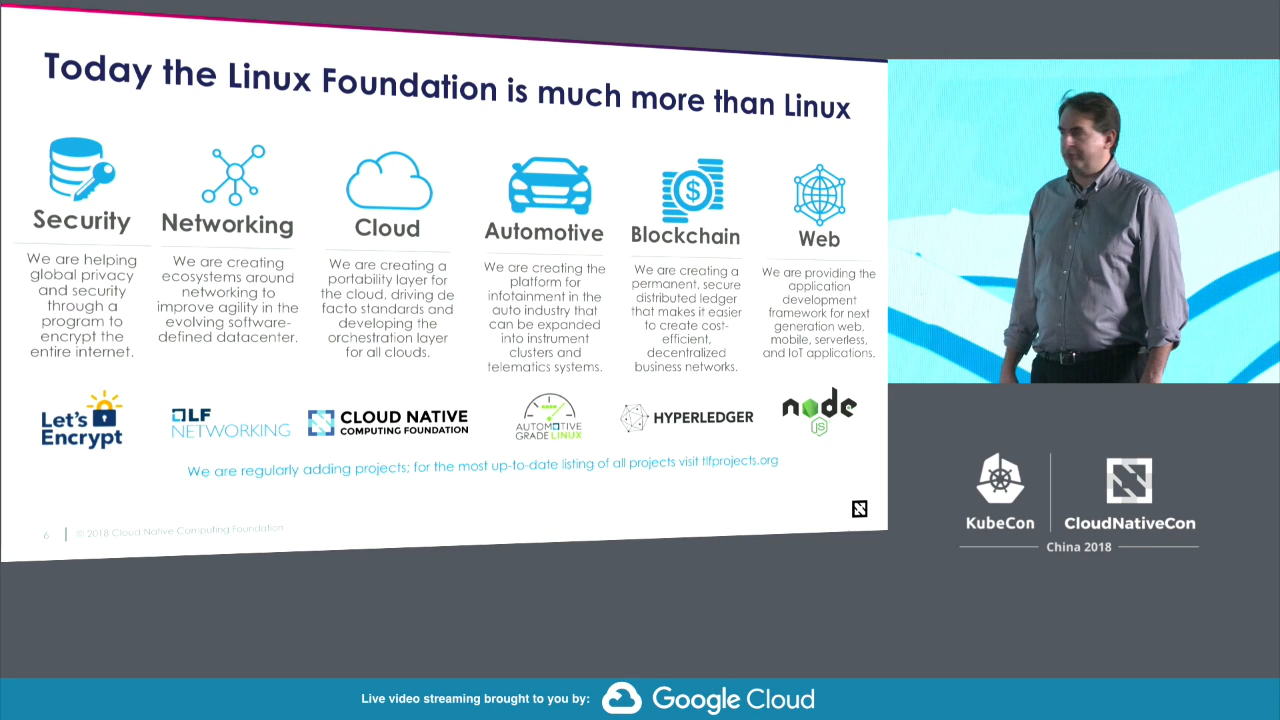 Today the Linux Foundation is much more than Linux
Security
We are helping
global privacy
and security
through a
program to
encrypt the
entire internet.
Let's
Encrypt
Networking
We are creating
ecosystems around
networking to
improve agility in the
evolving software-
defined datacenter.
LF
NETWORKING
Cloud
We are creating a
portability layer for
the cloud, driving de
facto standards and
developing the
orchestration layer
for all clouds.
CLOUD NATIVE
COMPUTING FOUNDATION
Automotive
We are creating the
platform for
infotainment in the
auto industry that
can be expanded
into instrument
clusters and
telematics systems.
AUTOMOTIVE
GRADE LINUX
Blockchain
We are creating a
permanent, secure
distributed ledger
that makes it easier
to create cost-
efficient,
decentralized
business networks.
HYPERLEDGER
Web
We are providing the
application
development
framework for next
generation web,
mobile, serverless,
and IoT applications.
node
JS
We are regularly adding projects; for the most up-to-date listing of all projects visit tlfprojects.org
6 © 2018 Cloud Native Computing Foundation
KubeCon CloudNativeCon
China 2018
Live video streaming brought to you by: Google Cloud